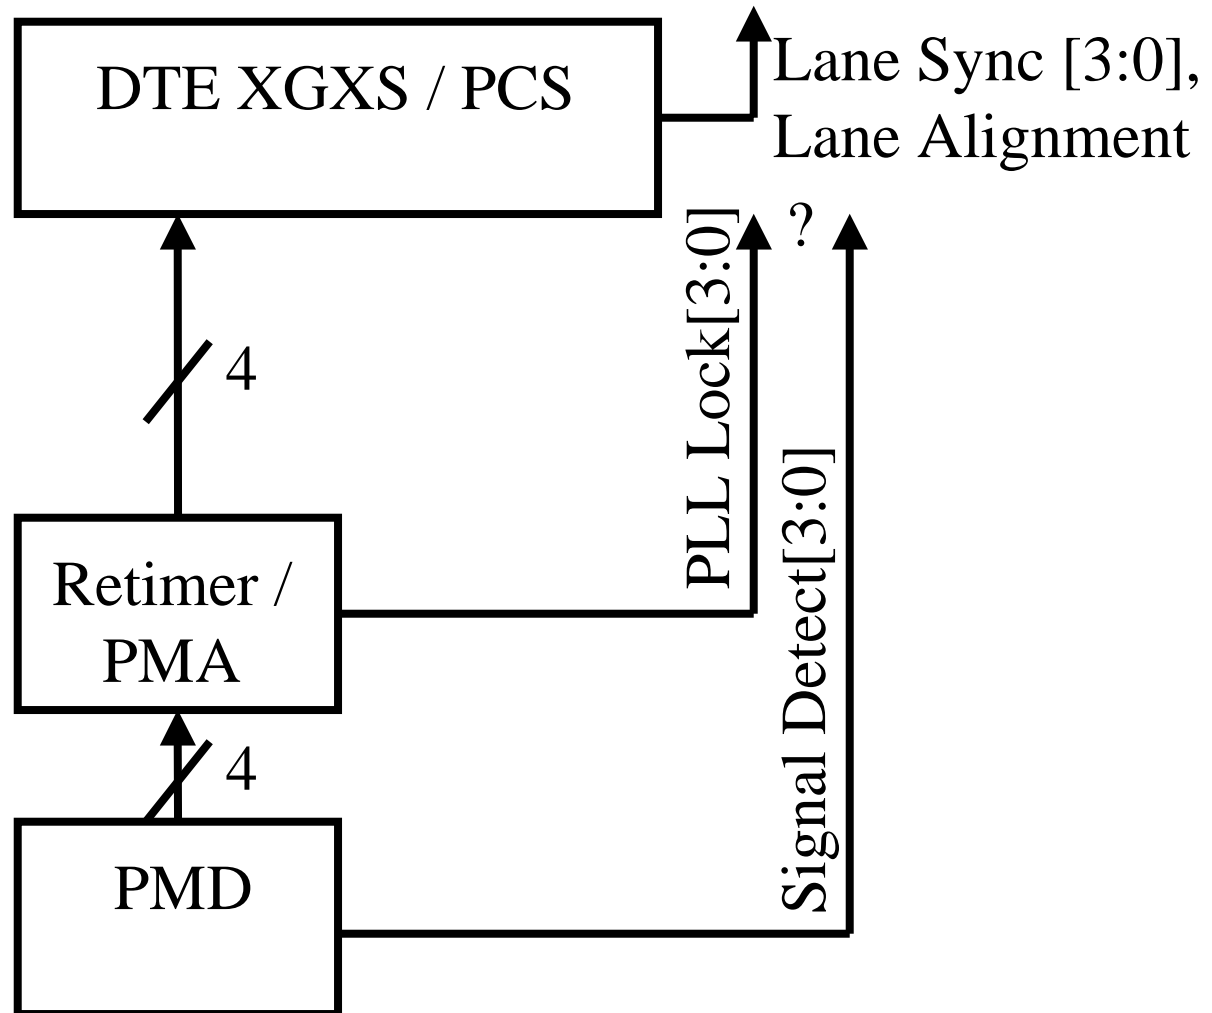 DTE XGXS / PCS
Lane Sync [3:0],
Lane Alignment
?
PLL Lock[3:0]
4
Signal Detect[3:0]
Retimer /
PMA
4
PMD